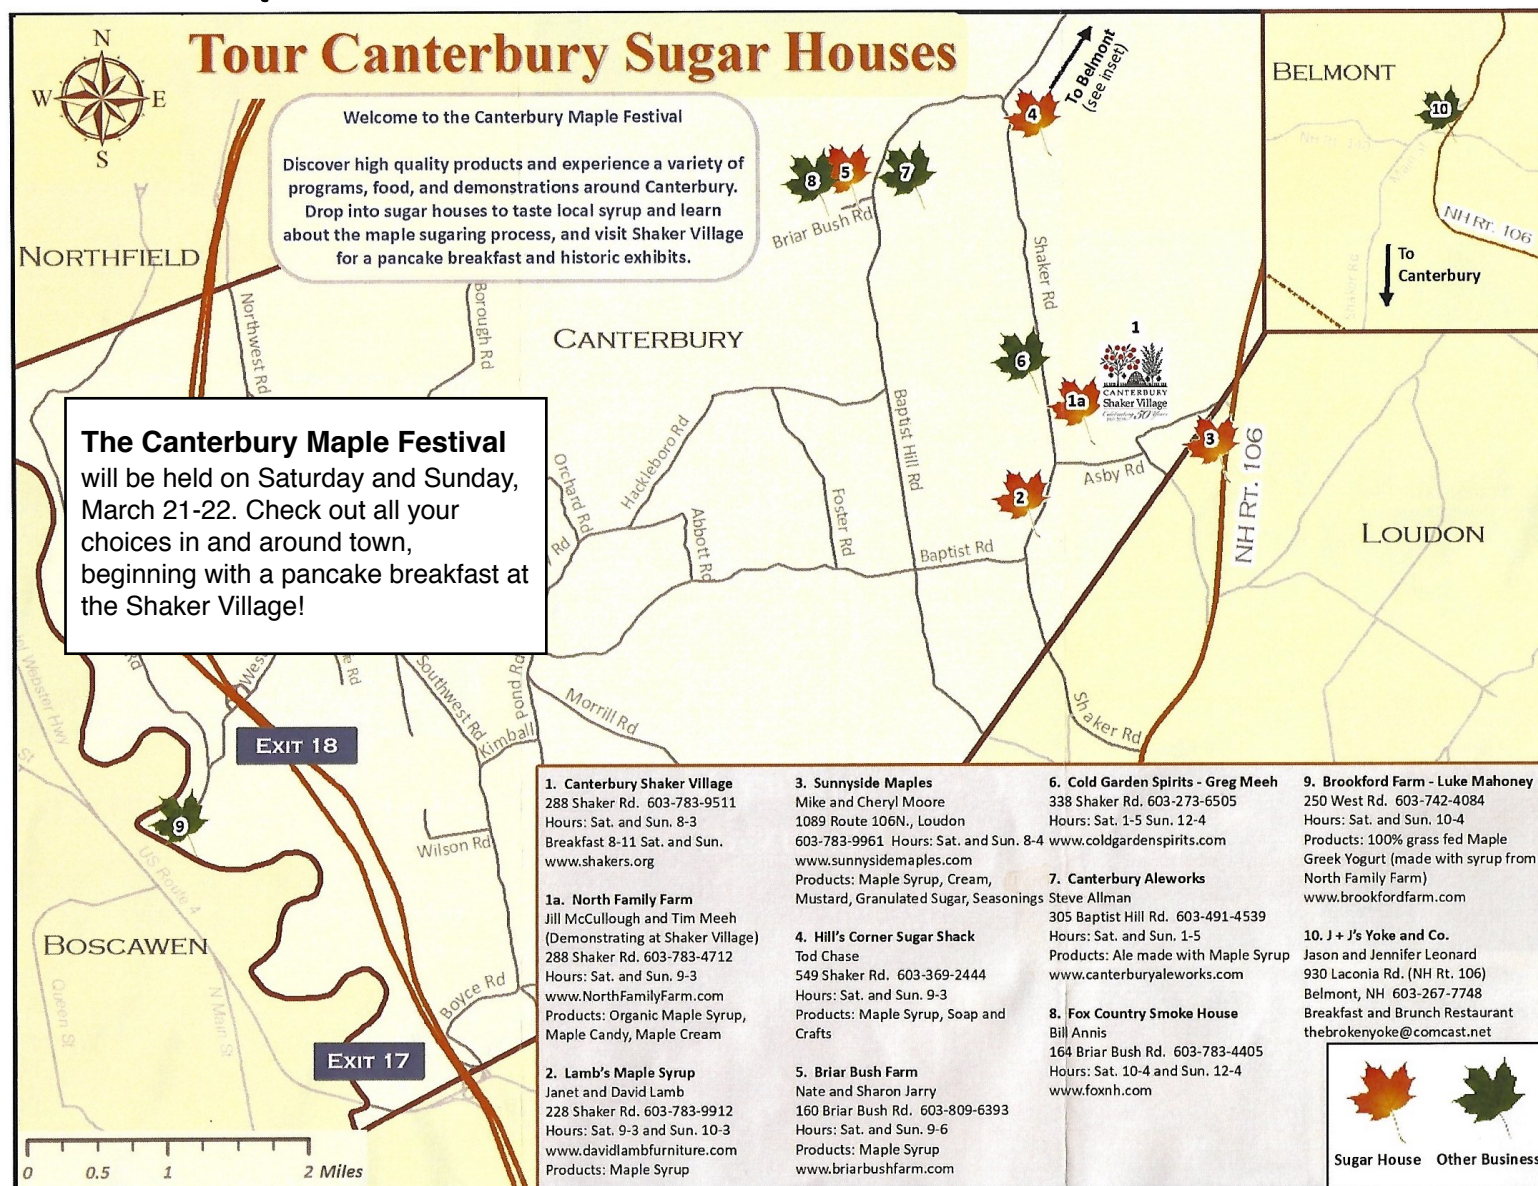 Tour Canterbury Sugar Houses
N
W
E
S
Welcome to the Canterbury Maple Festival
Discover high quality products and experience a variety of
programs, food, and demonstrations around Canterbury.
Drop into sugar houses to taste local syrup and learn
about the maple sugaring process, and visit Shaker Village
for a pancake breakfast and historic exhibits.
To Belmont
(see inset)
BELMONT
10
Main St
NH RT. 106
Shaker Rd
To
Canterbury
4
8
5
7
Briar Bush Rd
NORTHFIELD
Northwest Rd
Borough Rd
CANTERBURY
Shaker Rd
6
1
CANTERBURY
Shaker Village
1a
3
2
Asby Rd
NH RT. 106
LOUDON
Baptist Hill Rd
Hackleboro Rd
Orchard Rd
Rd
Abbott Rd
Foster Rd
Baptist Rd
The Canterbury Maple Festival
will be held on Saturday and Sunday,
March 21-22. Check out all your
choices in and around town,
beginning with a pancake breakfast at
the Shaker Village!
Webster Hwy
St
Rd
West
Rd
Southwest Rd
Kimball
Pond Rd
Morrill Rd
Shaker Rd
EXIT 18
9
Wilson Rd
US Route 4
BOSCAWEN
Queen St
N Main St
Boyce Rd
EXIT 17
0 0.5 1 2 Miles
1. Canterbury Shaker Village
288 Shaker Rd. 603-783-9511
Hours: Sat. and Sun. 8-3
Breakfast 8-11 Sat. and Sun.
www.shakers.org
1a. North Family Farm
Jill McCullough and Tim Meeh
(Demonstrating at Shaker Village)
288 Shaker Rd. 603-783-4712
Hours: Sat. and Sun. 9-3
www.NorthFamilyFarm.com
Products: Organic Maple Syrup,
Maple Candy, Maple Cream
2. Lamb's Maple Syrup
Janet and David Lamb
228 Shaker Rd. 603-783-9912
Hours: Sat. 9-3 and Sun. 10-3
www.davidlambfurniture.com
Products: Maple Syrup
3. Sunnyside Maples
Mike and Cheryl Moore
1089 Route 106N., Loudon
603-783-9961 Hours: Sat. and Sun. 8-4
www.sunnysidemaples.com
Products: Maple Syrup, Cream,
Mustard, Granulated Sugar, Seasonings
4. Hill's Corner Sugar Shack
Tod Chase
549 Shaker Rd. 603-369-2444
Hours: Sat. and Sun. 9-3
Products: Maple Syrup, Soap and
Crafts
5. Briar Bush Farm
Nate and Sharon Jarry
160 Briar Bush Rd. 603-809-6393
Hours: Sat. and Sun. 9-6
Products: Maple Syrup
www.briarbushfarm.com
6. Cold Garden Spirits - Greg Meeh
338 Shaker Rd. 603-273-6505
Hours: Sat. 1-5 Sun. 12-4
www.coldgardenspirits.com
7. Canterbury Aleworks
Steve Allman
305 Baptist Hill Rd. 603-491-4539
Hours: Sat. and Sun. 1-5
Products: Ale made with Maple Syrup
www.canterburyaleworks.com
8. Fox Country Smoke House
Bill Annis
164 Briar Bush Rd. 603-783-4405
Hours: Sat. 10-4 and Sun. 12-4
www.foxnh.com
9. Brookford Farm - Luke Mahoney
250 West Rd. 603-742-4084
Hours: Sat. and Sun. 10-4
Products: 100% grass fed Maple
Greek Yogurt (made with syrup from
North Family Farm)
www.brookfordfarm.com
10. J + J's Yoke and Co.
Jason and Jennifer Leonard
930 Laconia Rd. (NH Rt. 106)
Belmont, NH 603-267-7748
Breakfast and Brunch Restaurant
thebrokenyoke@comcast.net
Sugar House
Other Business